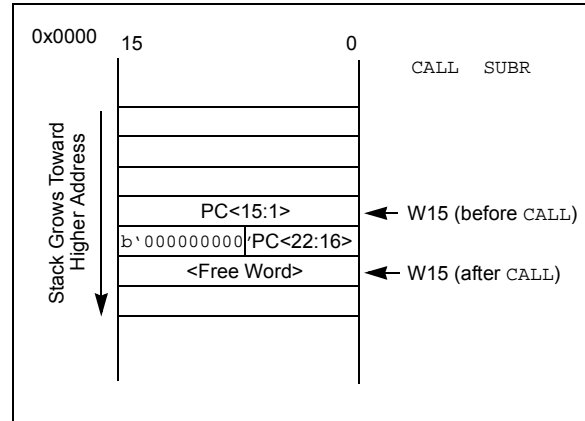 0x0000 15 0
CALL SUBR
Stack Grows Toward
Higher Address
PC<15:1> W15 (before CALL)
b'000000000' PC<22:16>
<Free Word> W15 (after CALL)